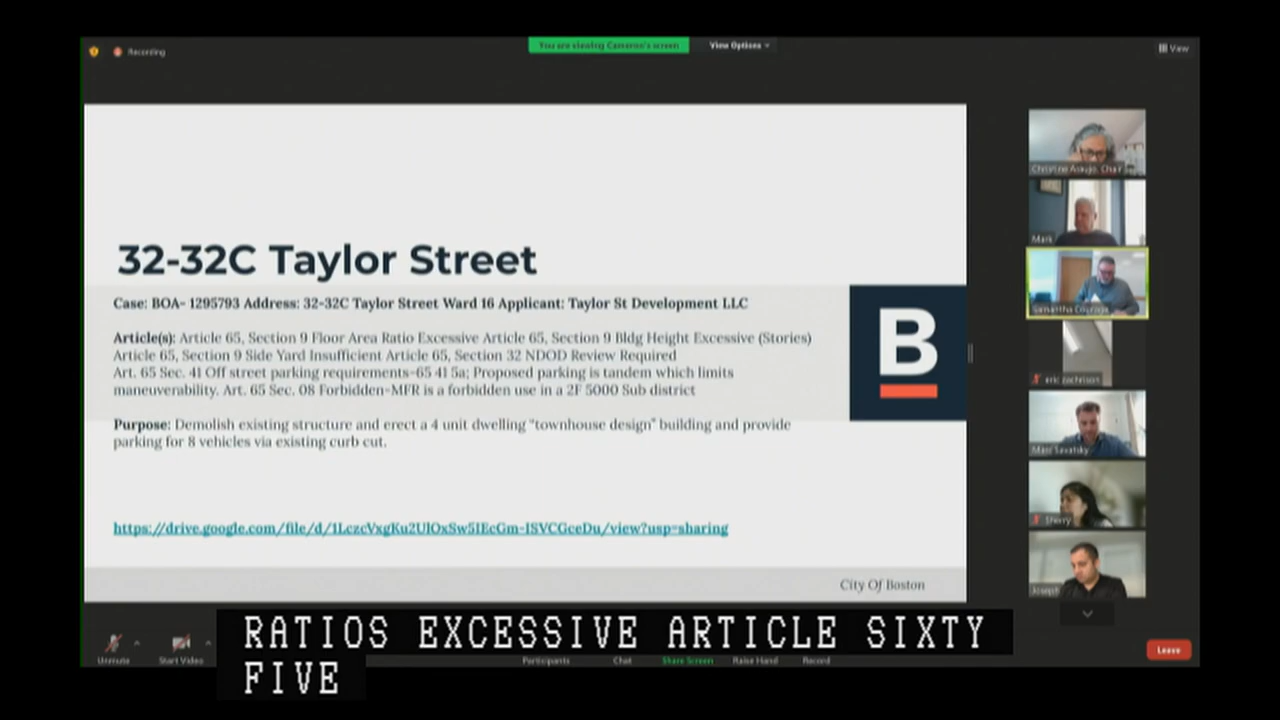 Recording
You are viewing Cameron's screen
View Options
View
32-32C Taylor Street
Case: BOA- 1295793 Address: 32-32C Taylor Street Ward 16 Applicant: Taylor St Development LLC
Article(s): Article 65, Section 9 Floor Area Ratio Excessive Article 65, Section 9 Bldg Height Excessive (Stories)
Article 65, Section 9 Side Yard Insufficient Article 65, Section 32 NDOD Review Required
Art. 65 Sec. 41 Off street parking requirements-65 41 5a; Proposed parking is tandem which limits
maneuverability. Art. 65 Sec. 08 Forbidden-MFR is a forbidden use in a 2F 5000 Sub district
Purpose: Demolish existing structure and erect a 4 unit dwelling "townhouse design" building and provide
parking for 8 vehicles via existing curb cut.
https://drive.google.com/file/d/1LczcVxgKu2UlOxSw5IEcGm-ISVCGceDu/view?usp=sharing
B
City Of Boston
Christine Araujo, Chair
Mark
Samantha
eric zachrison
Marc Savatsky
Sherry
Joseph
Unmute
Start Video
Participants
Chat
Share Screen
Raise Hand
Record
Leave
RATIOS EXCESSIVE ARTICLE SIXTY
FIVE